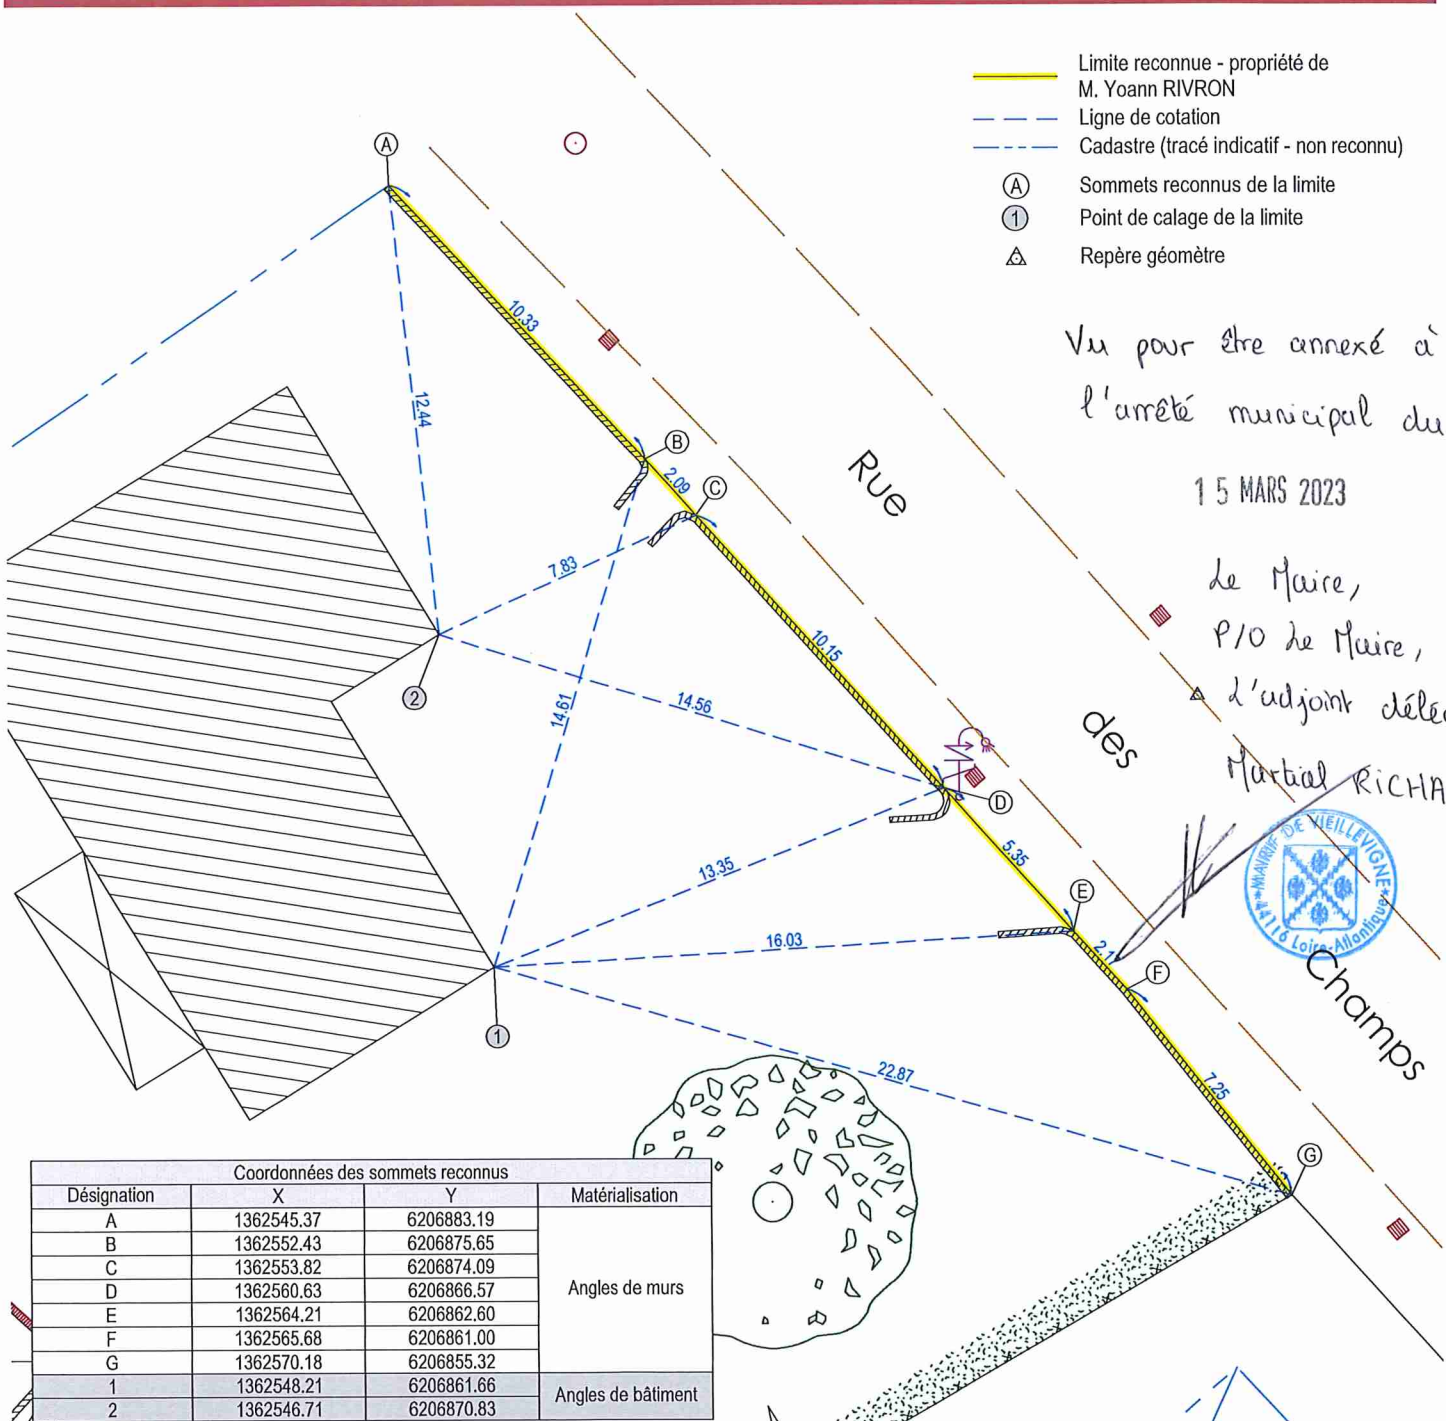 Limite reconnue - propriété de
M. Yoann RIVRON
Ligne de cotation
Cadastre (tracé indicatif - non reconnu)
A
Sommets reconnus de la limite
1
Point de calage de la limite
Repère géomètre
Vu pour être annexé à
l'arrêté municipal du
15 MARS 2023
Le Maire,
P/O Le Maire,
L'adjoint
Martial
MAIRIE DE VIEILLEVIGNE
44116 Loire-Atlantique
A
10.33
12.44
B
2.09
C
7.83
Rue
10.15
2
14.61
14.56
des
D
13.35
5.35
E
16.03
F
Champs
1
22.87
7.25
G
Coordonnées des sommets reconnus
Désignation X Y Matérialisation
A 1362545.37 6206883.19
B 1362552.43 6206875.65
C 1362553.82 6206874.09
D 1362560.63 6206866.57
Angles de murs
E 1362564.21 6206862.60
F 1362565.68 6206861.00
G 1362570.18 6206855.32
1 1362548.21 6206861.66
Angles de bâtiment
2 1362546.71 6206870.83